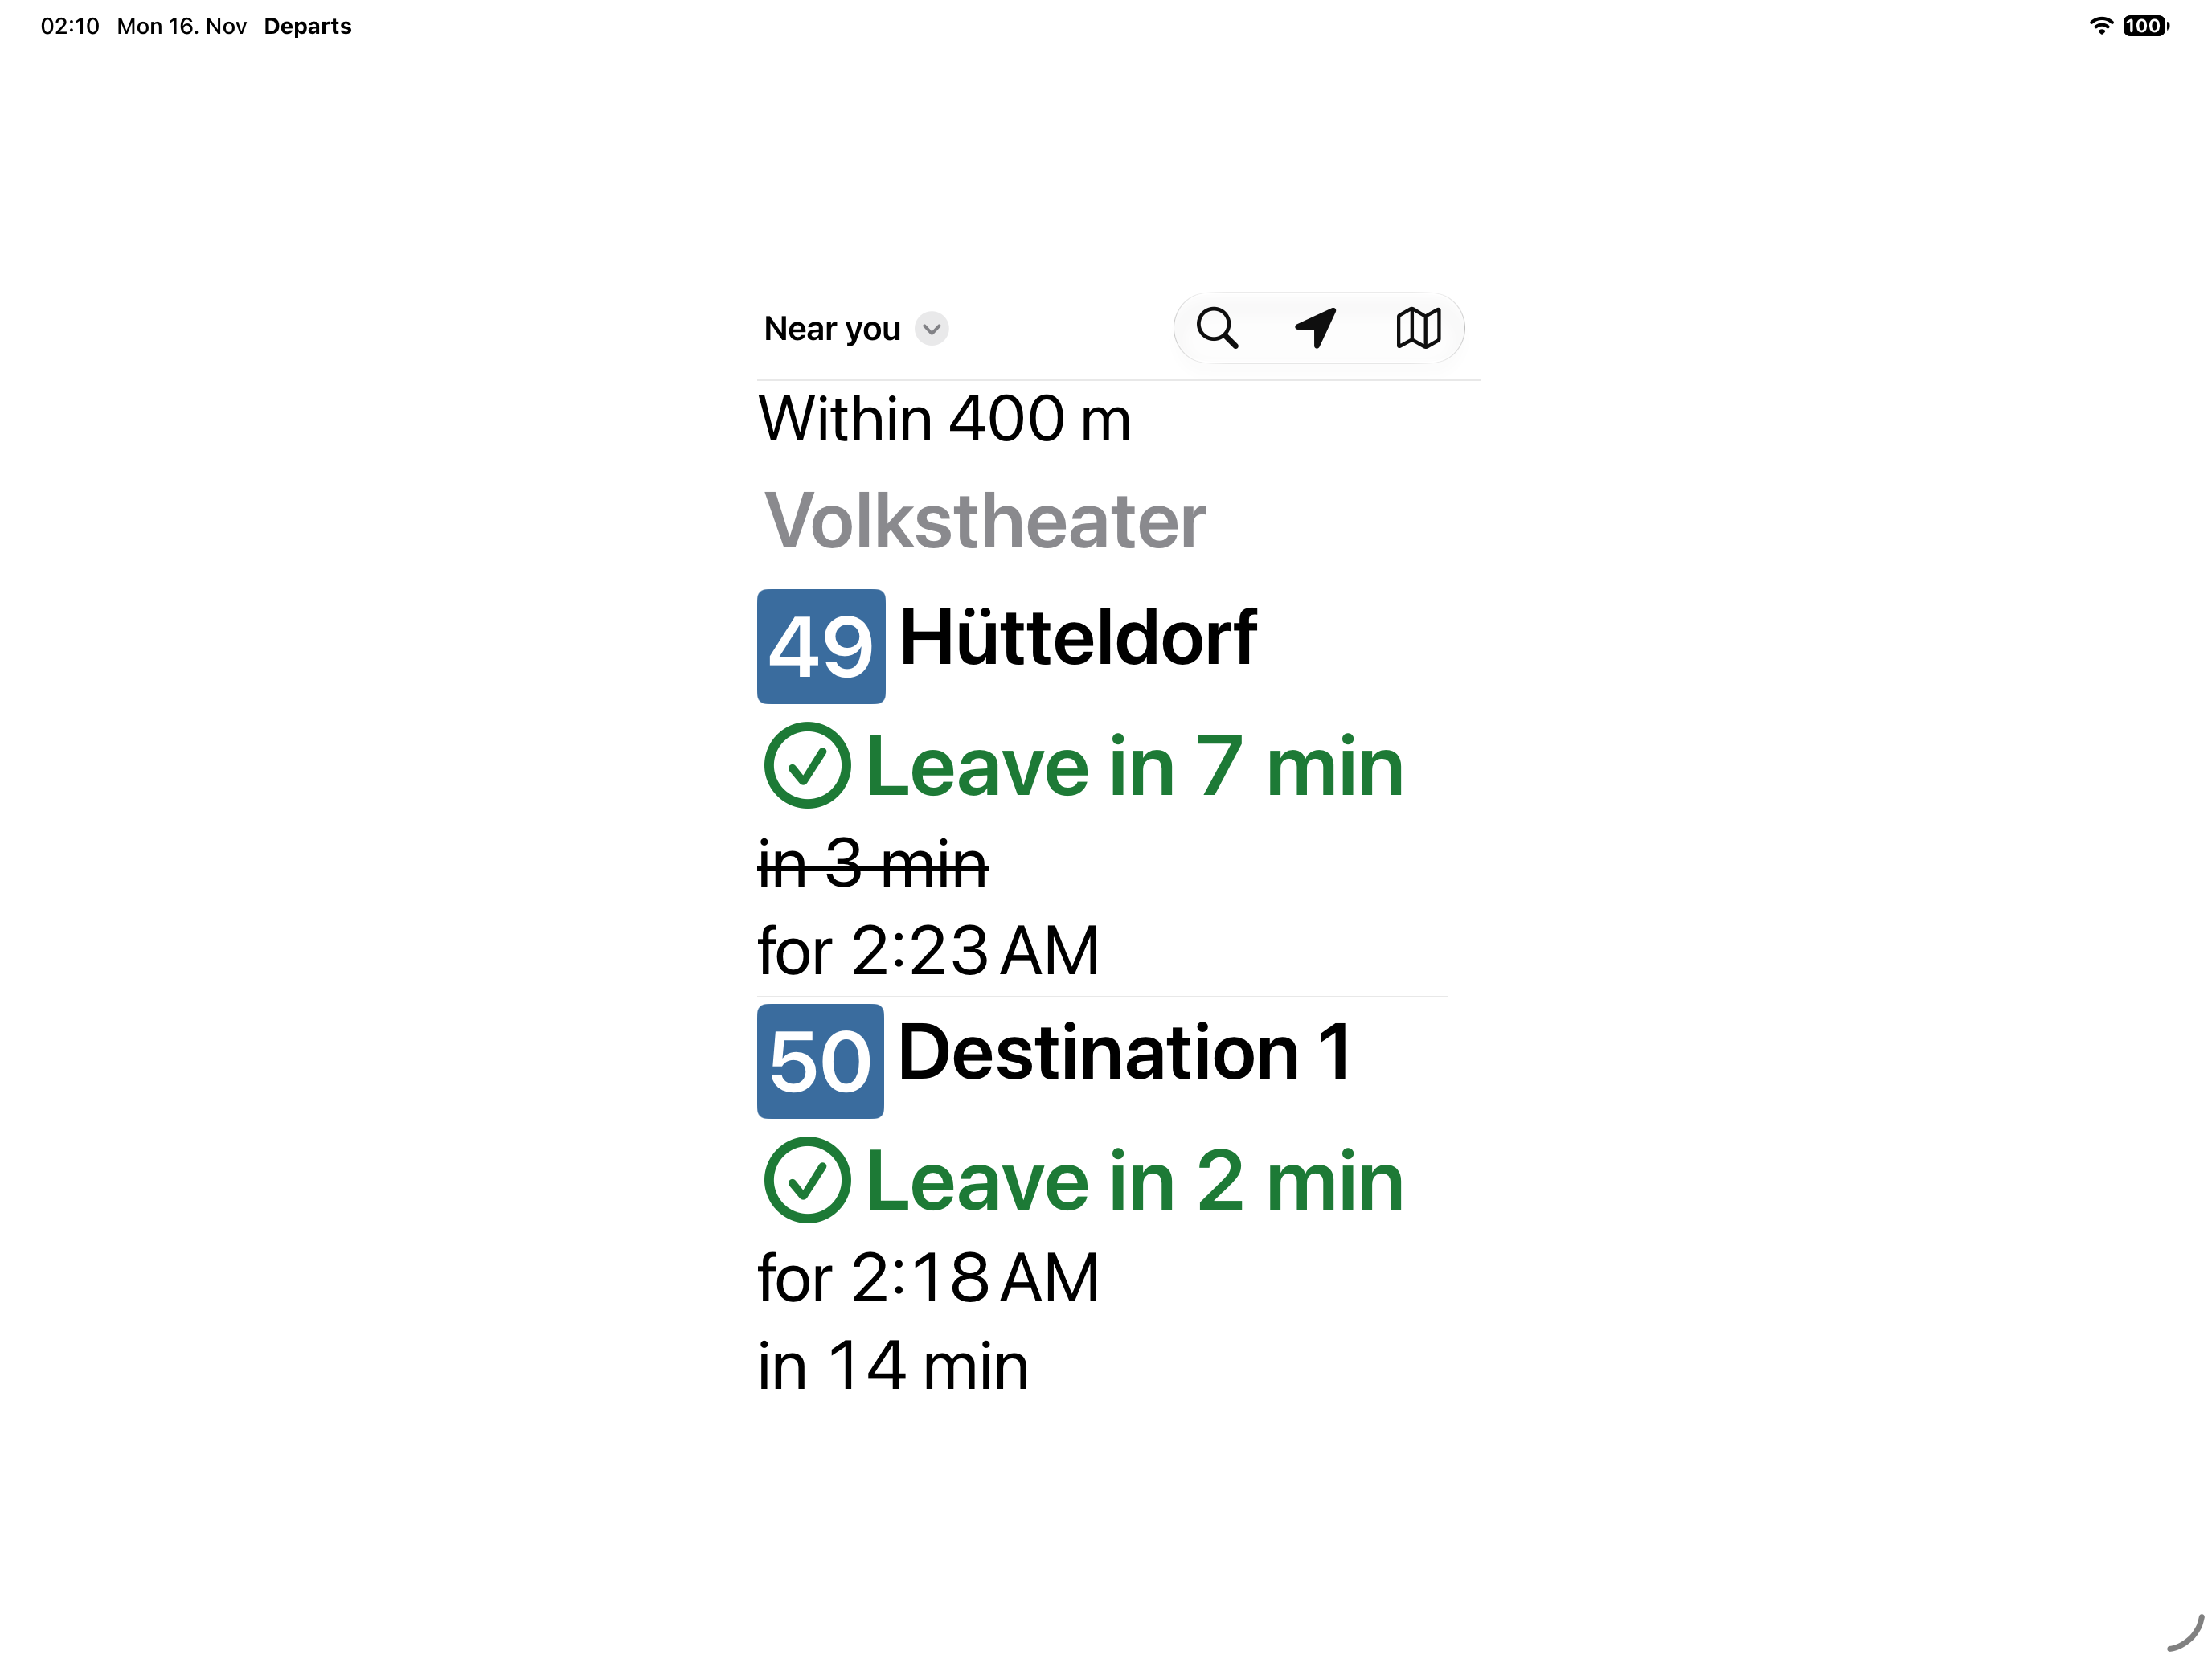 02:10 Mon 16. Nov Departs
100
Near you
Within 400 m
Volkstheater
49 Hütteldorf
Leave in 7 min
in 3 min
for 2:23 AM
50 Destination 1
Leave in 2 min
for 2:18 AM
in 14 min